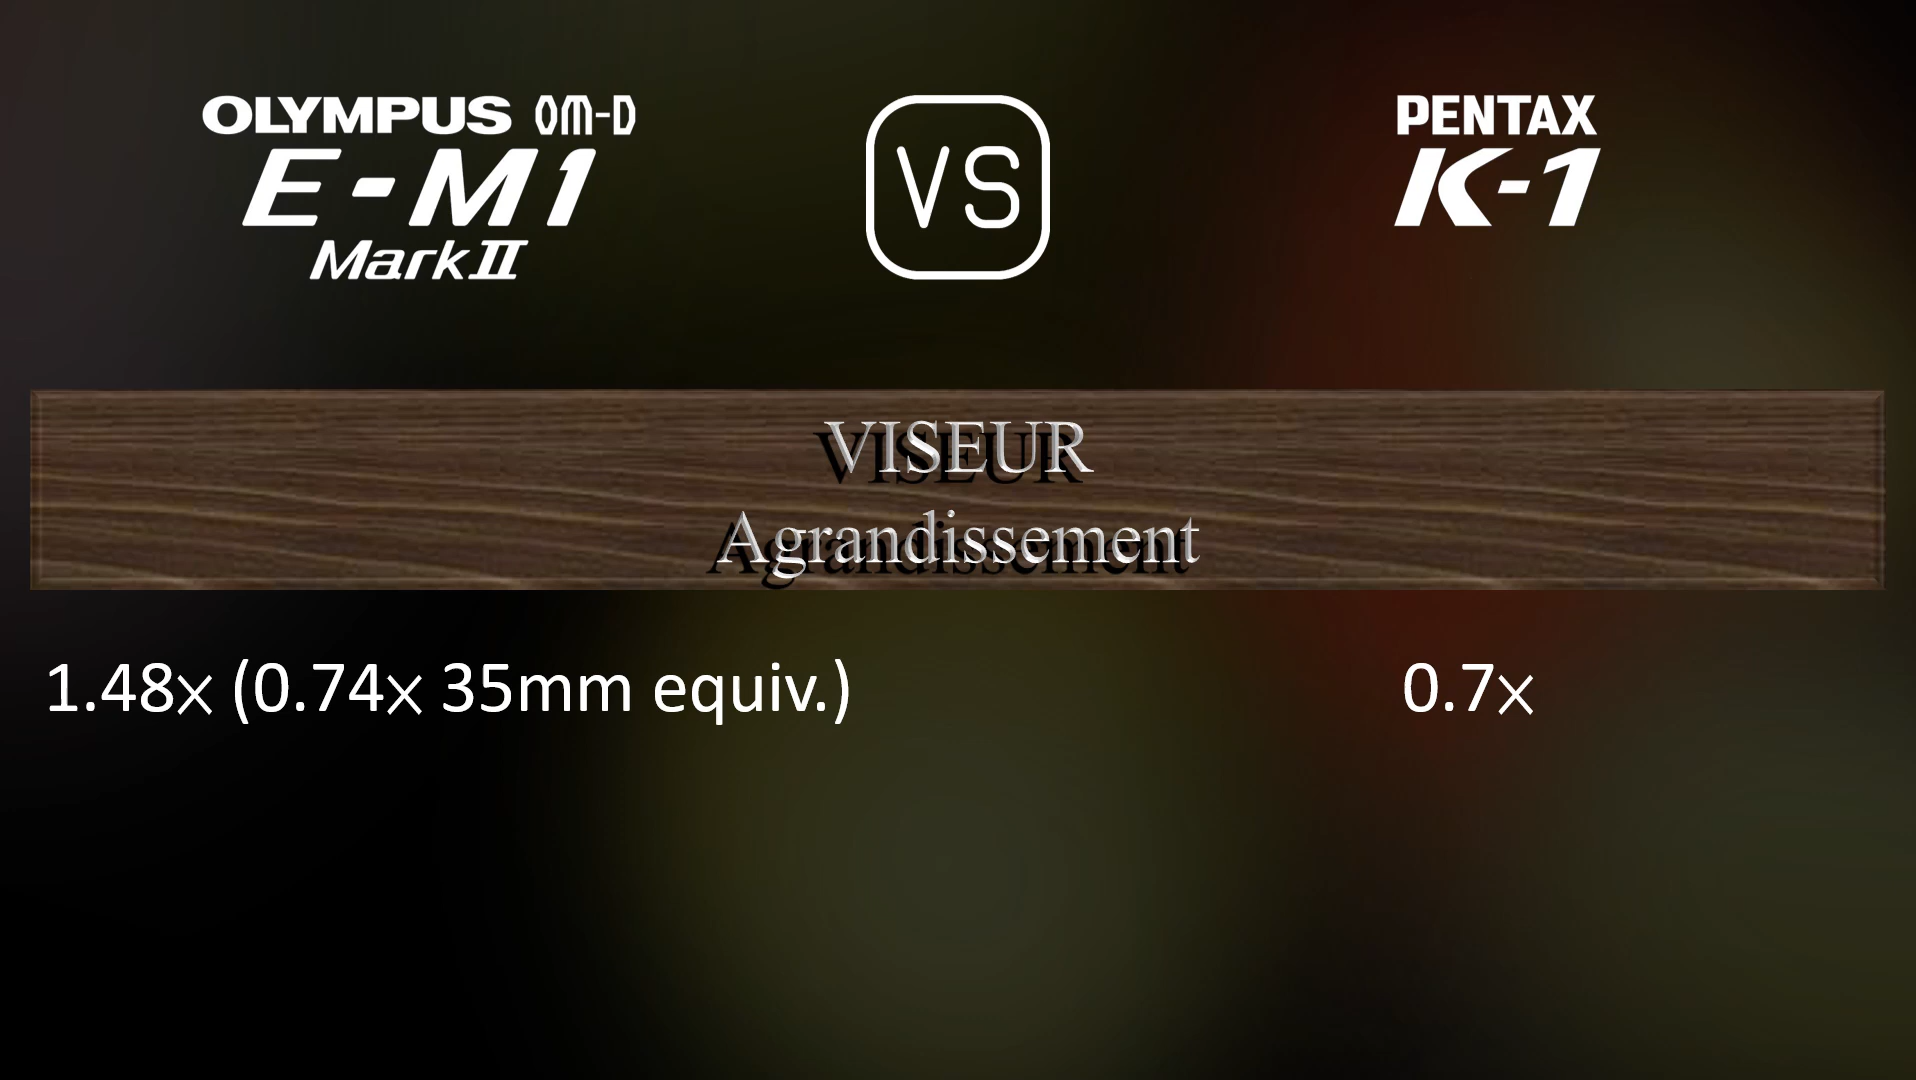 OLYMPUS OM-D
E-M1
Mark II
VS
PENTAX
K-1
VISEUR
Agrandissement
1.48x (0.74x 35mm equiv.)
0.7x